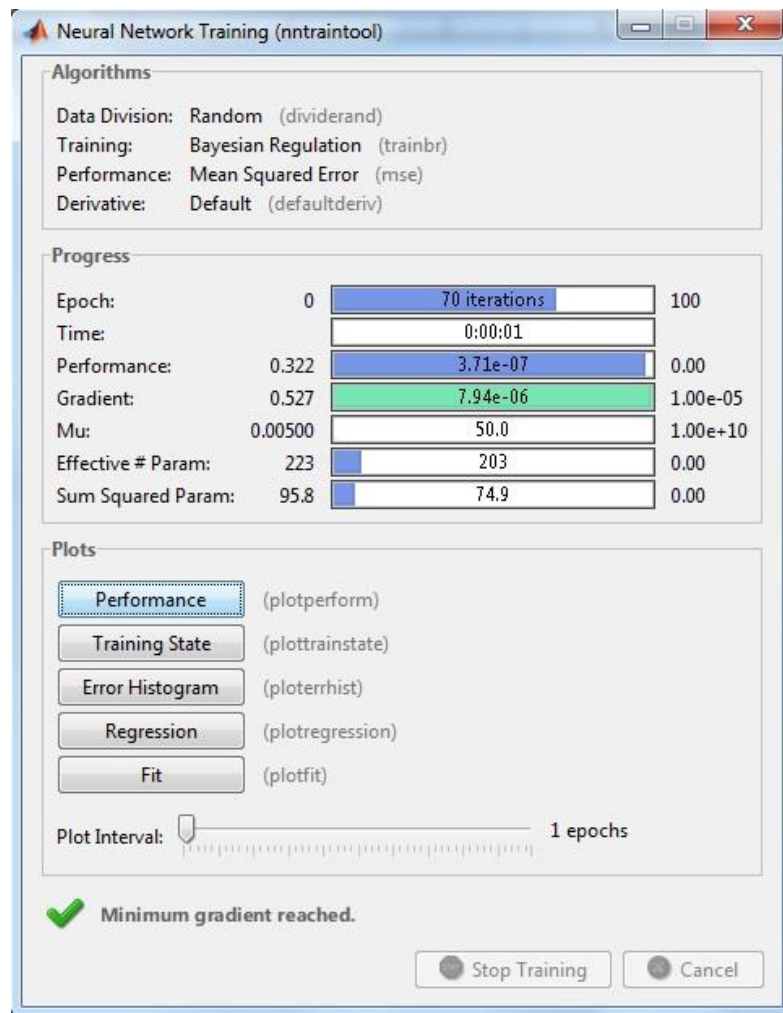 Neural Network Training (nntraintool)
Algorithms
Data Division: Random (dividerand)
Training: Bayesian Regulation (trainbr)
Performance: Mean Squared Error (mse)
Derivative: Default (defaultderiv)
Progress
Epoch: 0 70 iterations 100
Time: 0:00:01
Performance: 0.322 3.71e-07 0.00
Gradient: 0.527 7.94e-06 1.00e-05
Mu: 0.00500 50.0 1.00e+10
Effective # Param: 223 203 0.00
Sum Squared Param: 95.8 74.9 0.00
Plots
Performance (plotperform)
Training State (plottrainstate)
Error Histogram (ploterrhist)
Regression (plotregression)
Fit (plotfit)
Plot Interval: 1 epochs
Minimum gradient reached.
Stop Training Cancel